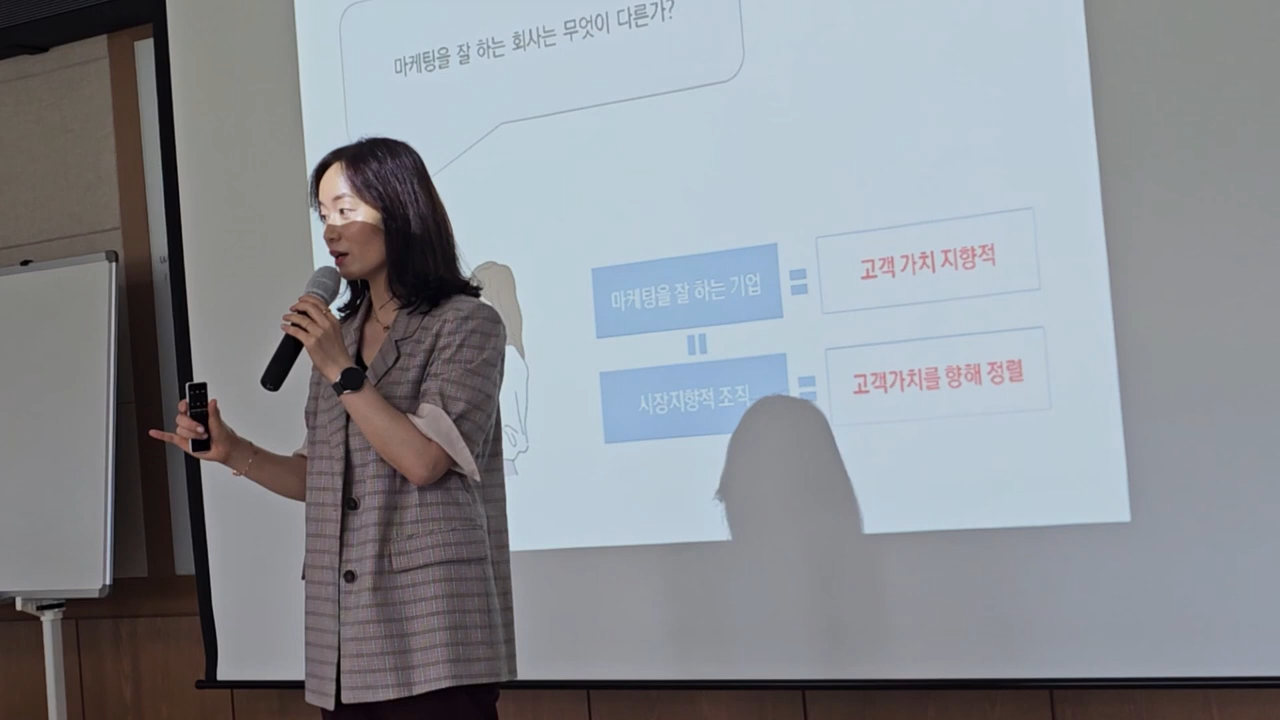 마케팅을 잘 하는 회사는 무엇이 다른가?
마케팅을 잘 하는 기업
고객 가치 지향적
시장지향적 조직
고객가치를 향해 정렬